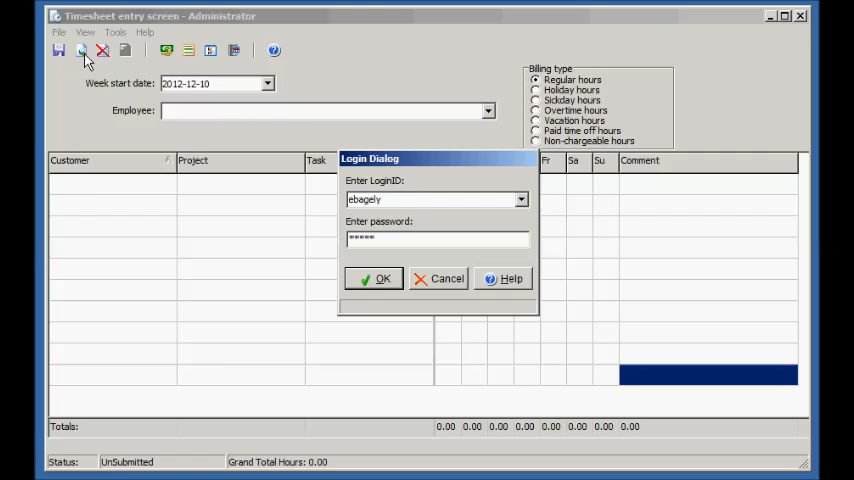 Timesheet entry screen - Administrator
File View Tools Help
Week start date: 2012-12-10
Employee:
Billing type
Regular hours
Holiday hours
Sickday hours
Overtime hours
Vacation hours
Paid time off hours
Non-chargeable hours
Customer Project Task Fr Sa Su Comment
Login Dialog
Enter LoginID:
ebagely
Enter password:
*****
OK Cancel Help
Totals: 0.00 0.00 0.00 0.00 0.00 0.00 0.00 0.00
Status: UnSubmitted Grand Total Hours: 0.00